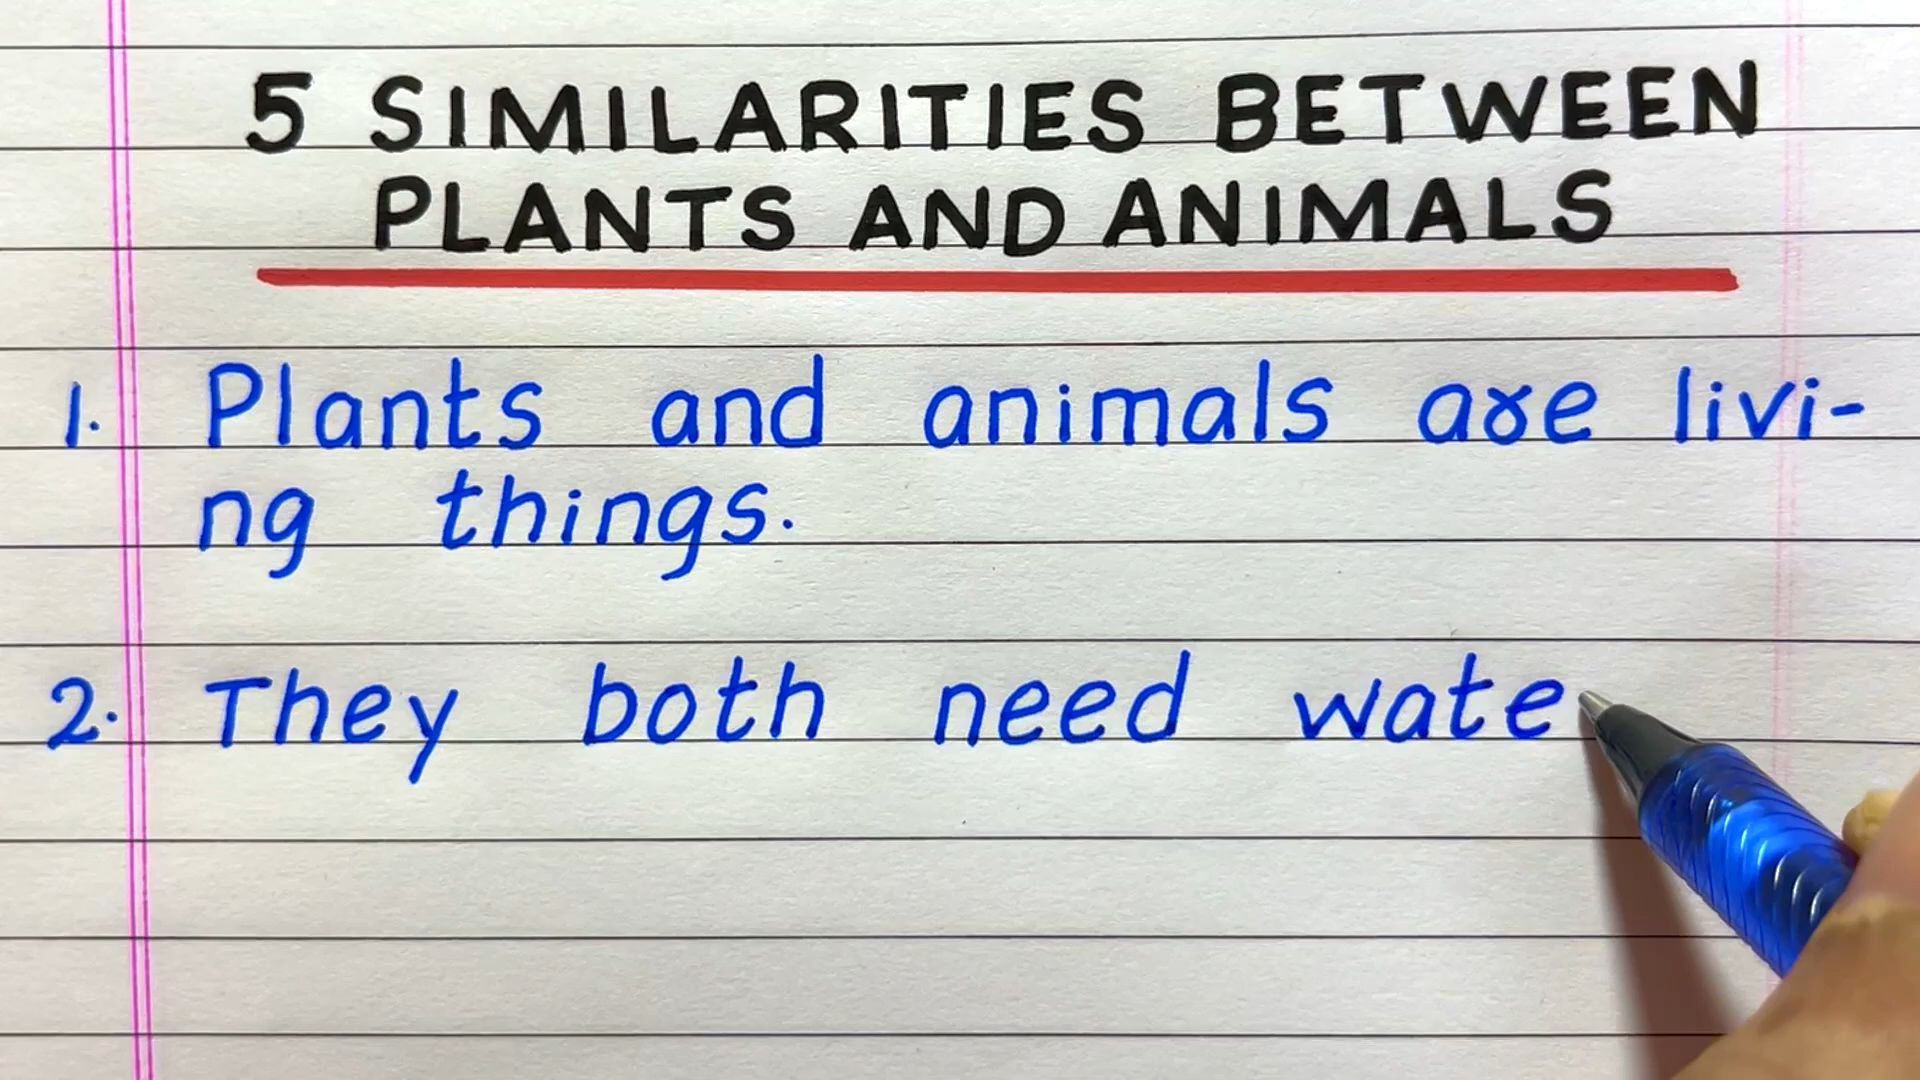 5 SIMILARITIES BETWEEN
PLANTS AND ANIMALS
1. Plants and animals are livi-
ng things.
2. They both need wate